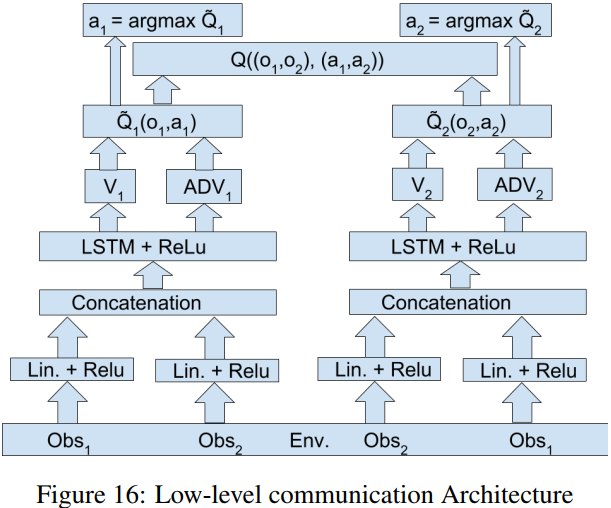 a₁ = argmax Q̃₁
a₂ = argmax Q̃₂
Q((o₁,o₂), (a₁,a₂))
Q̃₁(o₁,a₁)
Q̃₂(o₂,a₂)
V₁
ADV₁
V₂
ADV₂
LSTM + ReLu
LSTM + ReLu
Concatenation
Concatenation
Lin. + Relu
Lin. + Relu
Lin. + Relu
Lin. + Relu
Obs₁
Obs₂
Env.
Obs₂
Obs₁
Figure 16: Low-level communication Architecture